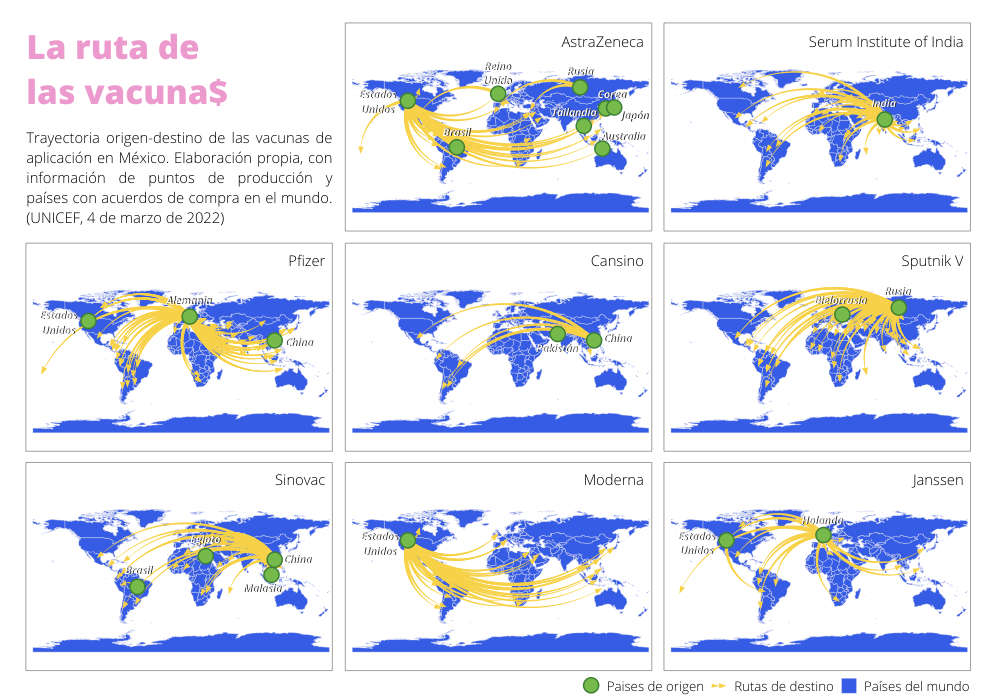 La ruta de
las vacuna$
Trayectoria origen-destino de las vacunas de
aplicación en México. Elaboración propia, con
información de puntos de producción y
países con acuerdos de compra en el mundo.
(UNICEF, 4 de marzo de 2022)
AstraZeneca
Reino
Unido
Rusia
Estados
Unidos
Corea
Tailandia
Japón
Brasil
Australia
Serum Institute of India
India
Pfizer
Alemania
Estados
Unidos
China
Cansino
China
Pakistán
Sputnik V
Rusia
Bielorrusia
Sinovac
Egipto
China
Brasil
Malasia
Moderna
Estados
Unidos
Janssen
Holanda
Estados
Unidos
Paises de origen
Rutas de destino
Países del mundo